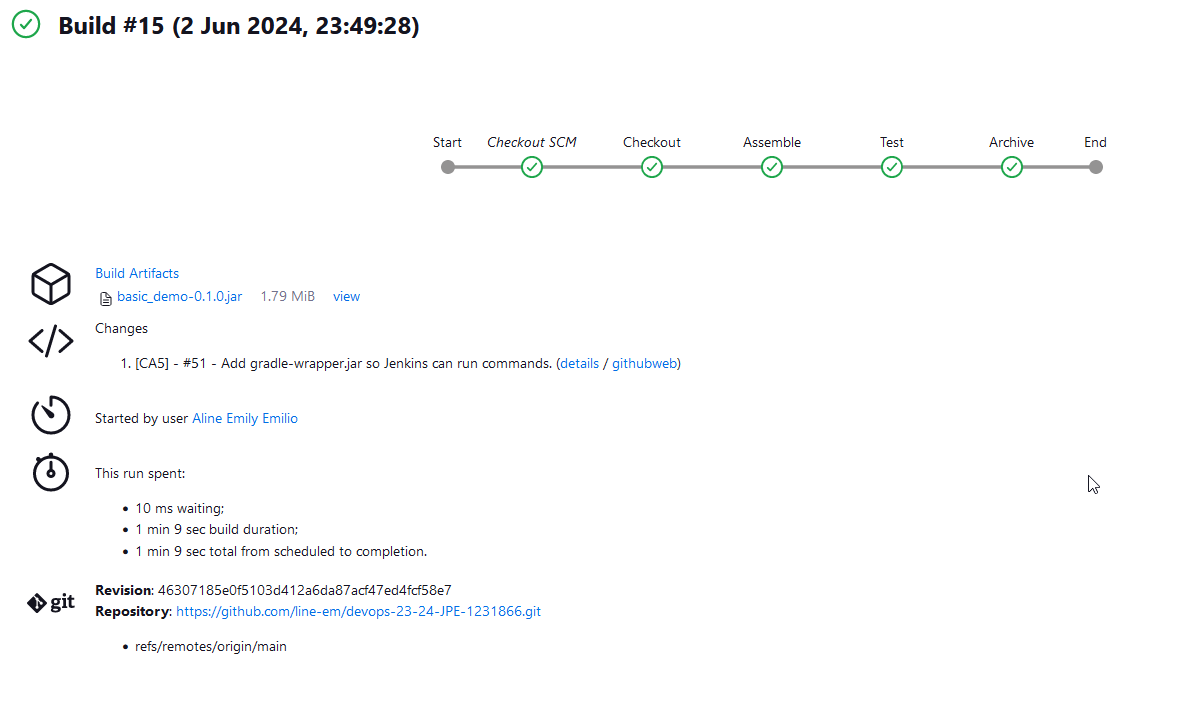 Build #15 (2 Jun 2024, 23:49:28)
Start Checkout SCM Checkout Assemble Test Archive End
Build Artifacts
basic_demo-0.1.0.jar 1.79 MiB view
Changes
1. [CA5] - #51 - Add gradle-wrapper.jar so Jenkins can run commands. (details / githubweb)
Started by user Aline Emily Emilio
This run spent:
• 10 ms waiting;
• 1 min 9 sec build duration;
• 1 min 9 sec total from scheduled to completion.
git
Revision: 46307185e0f5103d412a6da87acf47ed4fcf58e7
Repository: https://github.com/line-em/devops-23-24-JPE-1231866.git
• refs/remotes/origin/main